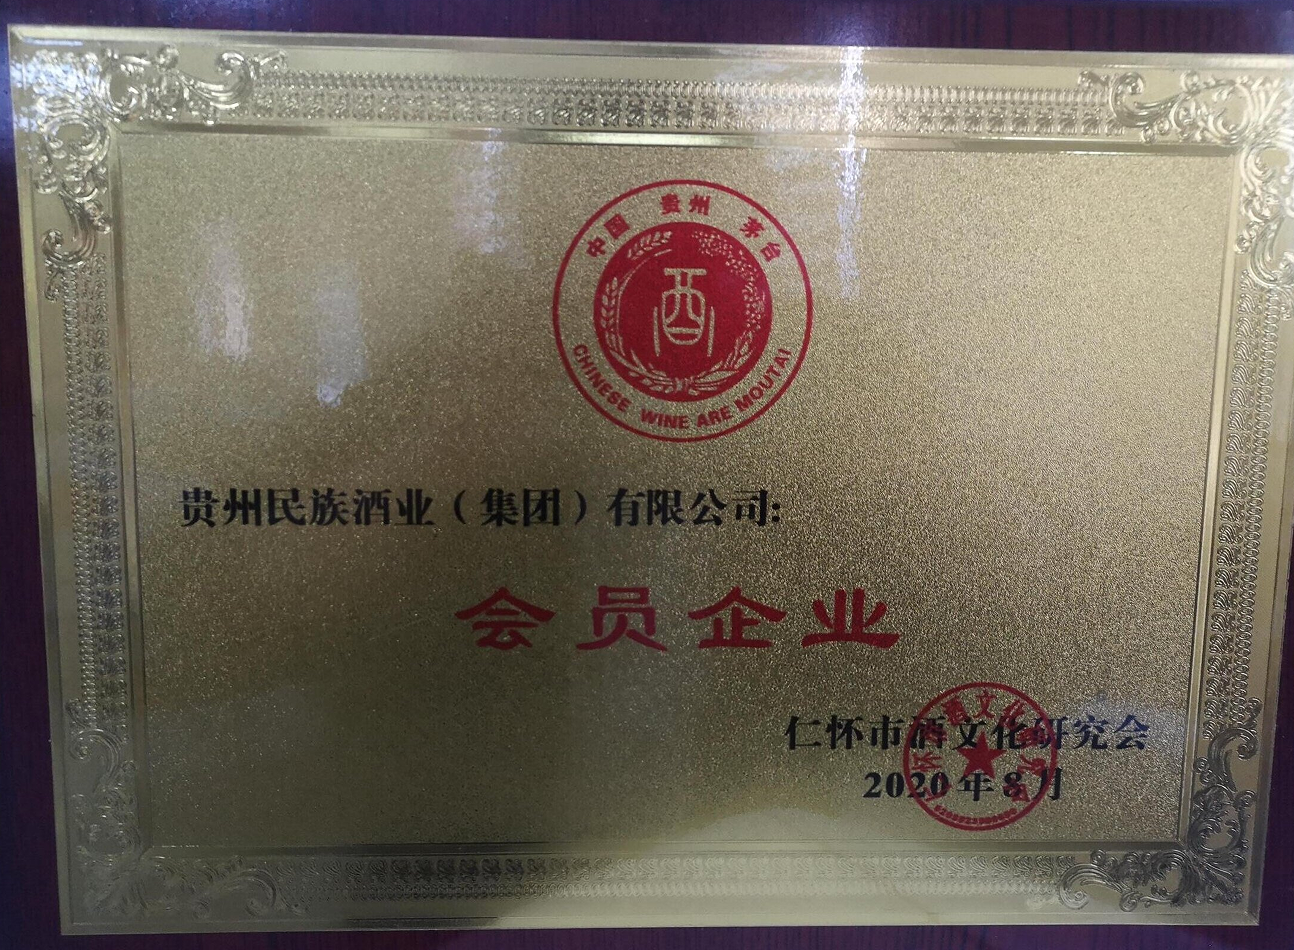 中国 贵州 茅台
酉
CHINESE WINE ARE MOUTAI
贵州民族酒业（集团）有限公司:
会员企业
仁怀市酒文化研究会
2020年8月